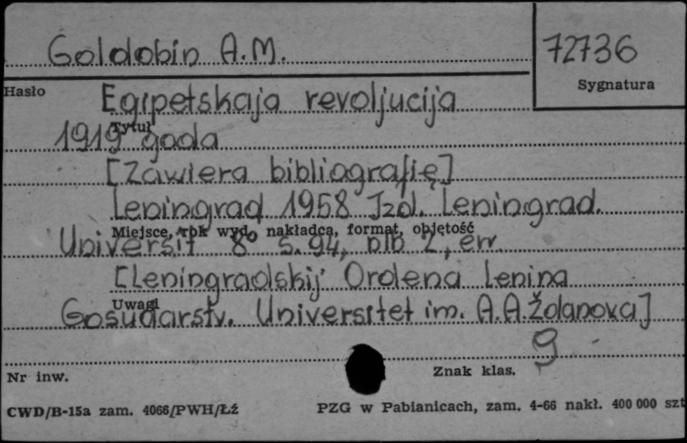 Goldobin A.M.
72736
Hasło
Sygnatura
Egipetskaja revoljucija
Tytuł
1919 goda
[Zawiera bibliografię]
Leningrad 1958 Izd. Leningrad.
Miejsce, rok wyd., nakładca, format, objętość
Universit 8° s. 94, nlb 2, err
[Leningradskij Ordena Lenina
Uwagi
Gosudarstv. Universitet im. A.A. Ždanova]
9
Nr inw.
Znak klas.
CWD/B-15a zam. 4066/PWH/Łź
PZG w Pabianicach, zam. 4-66 nakł. 400 000 szt